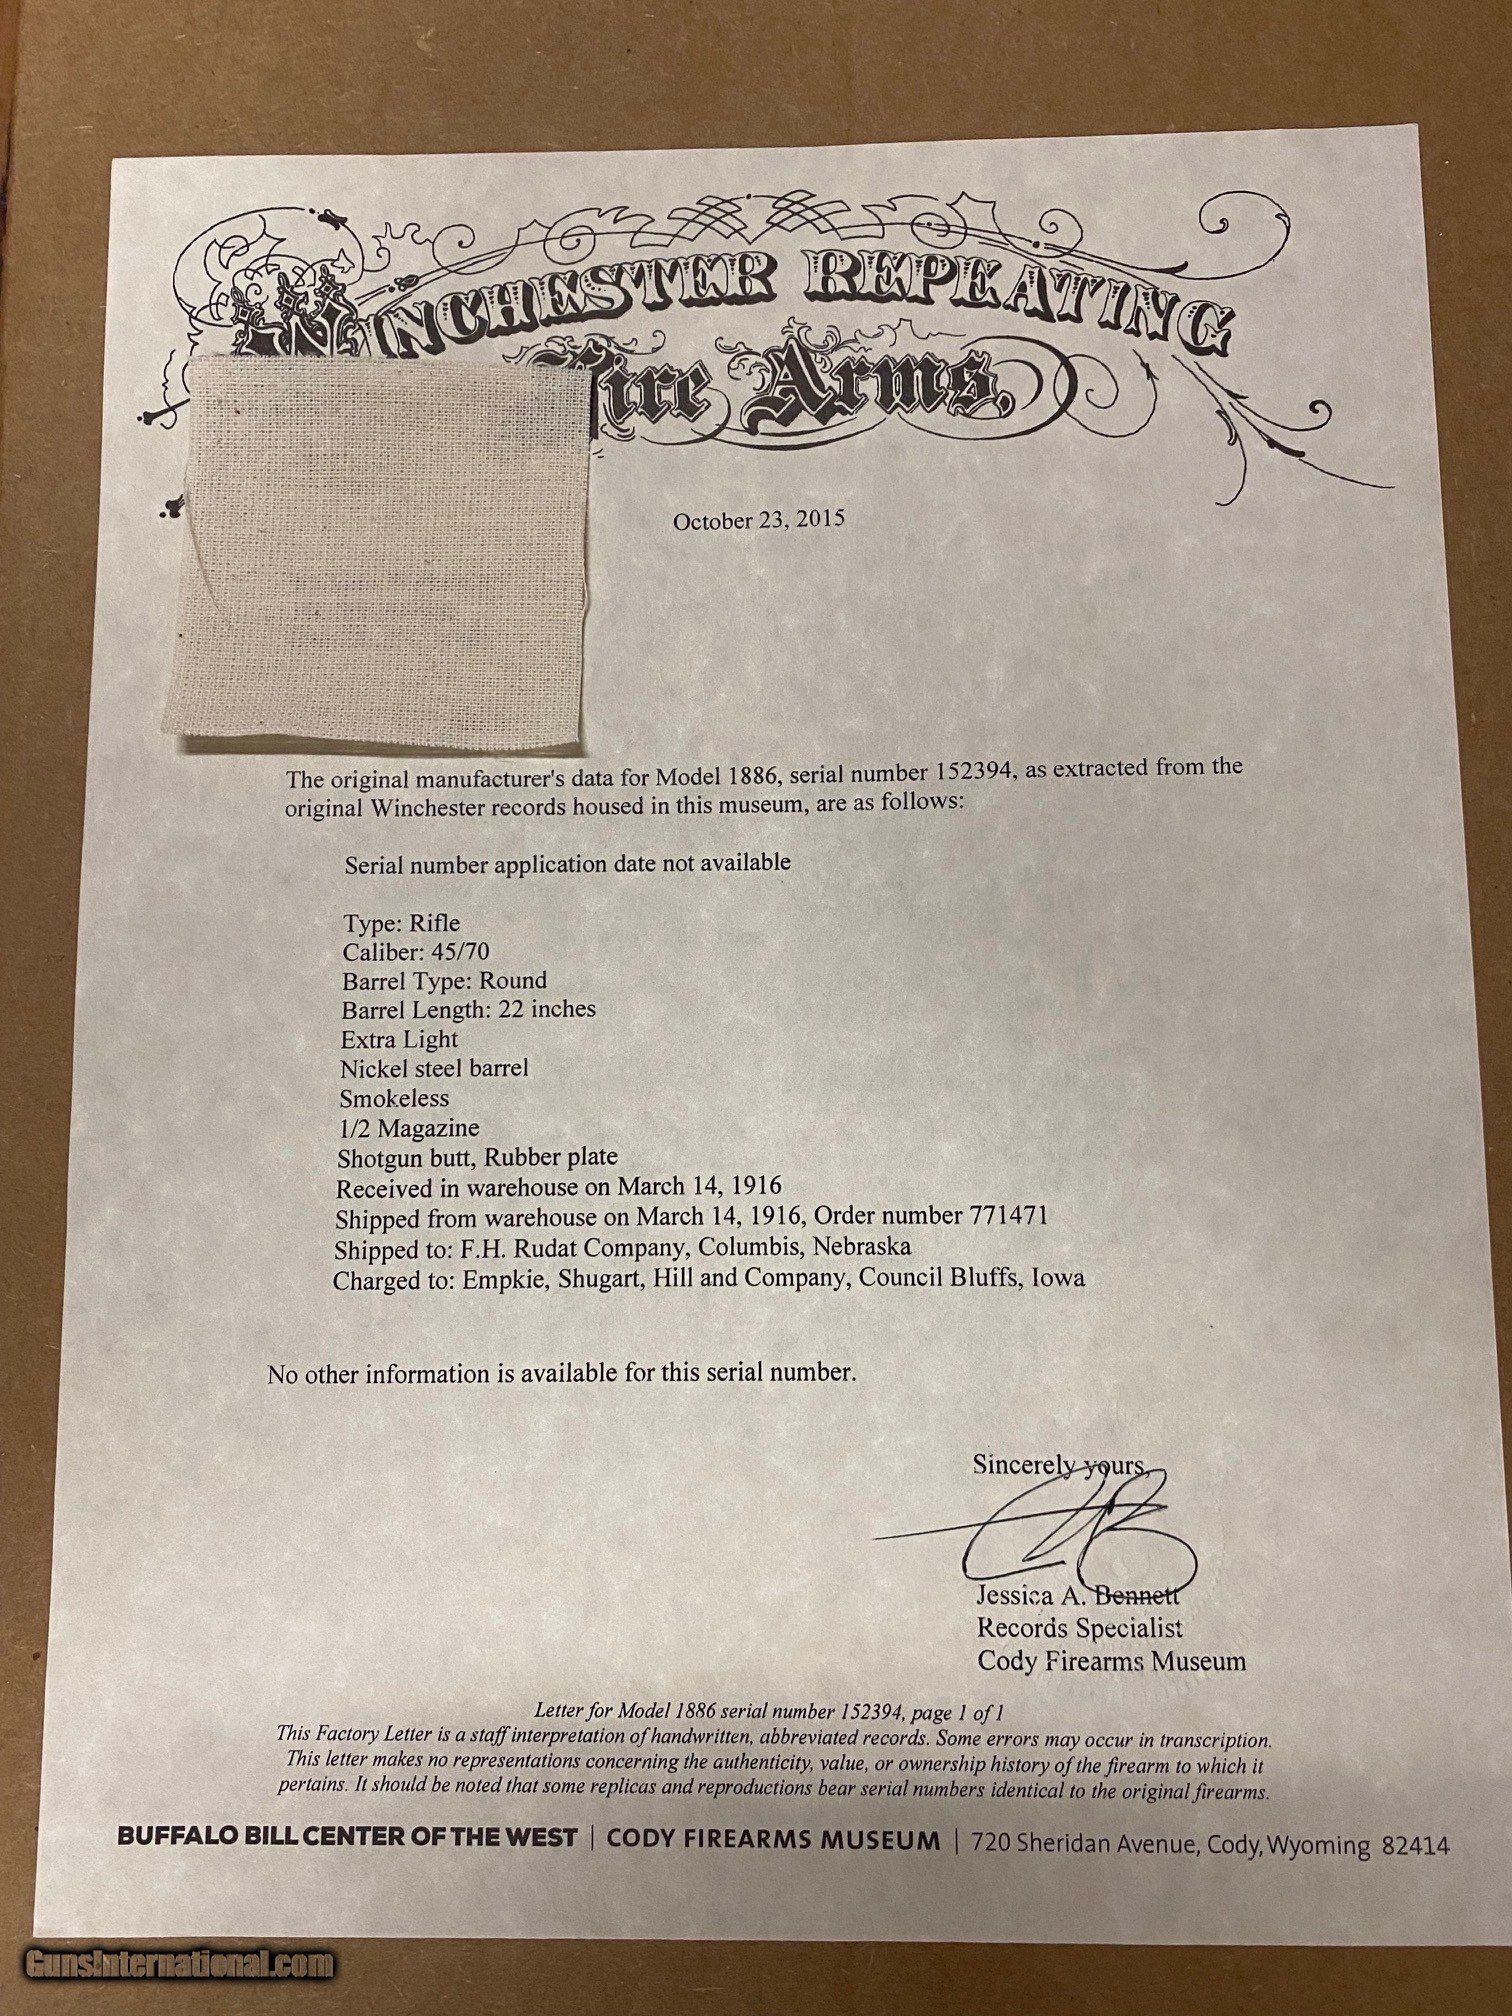 WINCHESTER REPEATING
Fire Arms,
October 23, 2015
The original manufacturer's data for Model 1886, serial number 152394, as extracted from the
original Winchester records housed in this museum, are as follows:
Serial number application date not available
Type: Rifle
Caliber: 45/70
Barrel Type: Round
Barrel Length: 22 inches
Extra Light
Nickel steel barrel
Smokeless
1/2 Magazine
Shotgun butt, Rubber plate
Received in warehouse on March 14, 1916
Shipped from warehouse on March 14, 1916, Order number 771471
Shipped to: F.H. Rudat Company, Columbis, Nebraska
Charged to: Empkie, Shugart, Hill and Company, Council Bluffs, Iowa
No other information is available for this serial number.
Sincerely yours,
Jessica A. Bennett
Records Specialist
Cody Firearms Museum
Letter for Model 1886 serial number 152394, page 1 of 1
This Factory Letter is a staff interpretation of handwritten, abbreviated records. Some errors may occur in transcription.
This letter makes no representations concerning the authenticity, value, or ownership history of the firearm to which it
pertains. It should be noted that some replicas and reproductions bear serial numbers identical to the original firearms.
BUFFALO BILL CENTER OF THE WEST | CODY FIREARMS MUSEUM | 720 Sheridan Avenue, Cody, Wyoming 82414
GunsInternational.com